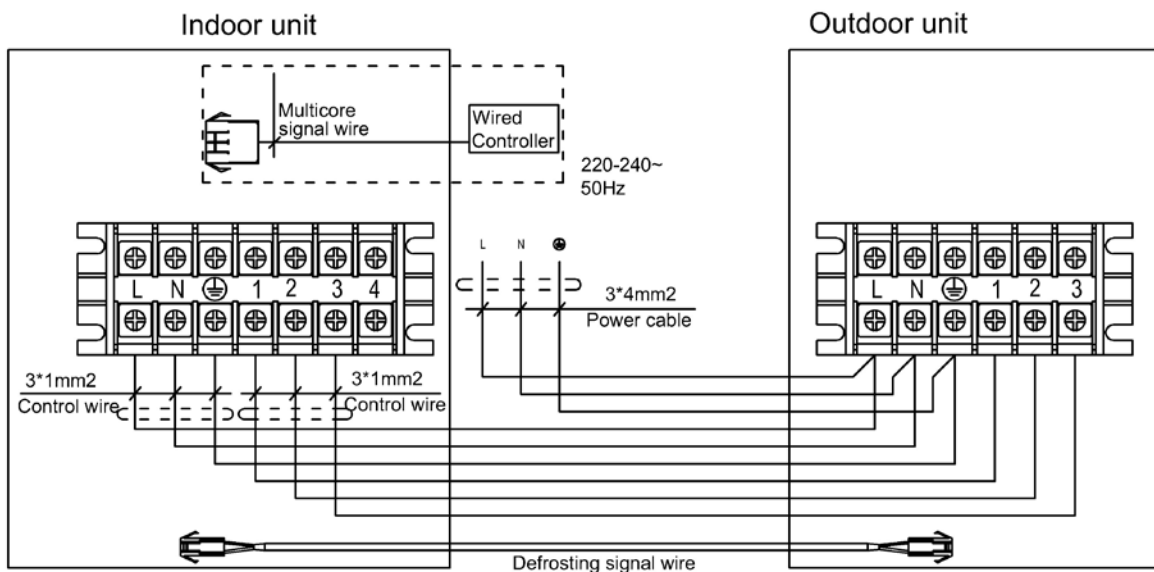 Indoor unit
Outdoor unit
Multicore
signal wire
Wired
Controller
220-240~
50Hz
L N
L N 1 2 3 4
3*4mm2
Power cable
L N 1 2 3
3*1mm2
Control wire
3*1mm2
Control wire
Defrosting signal wire